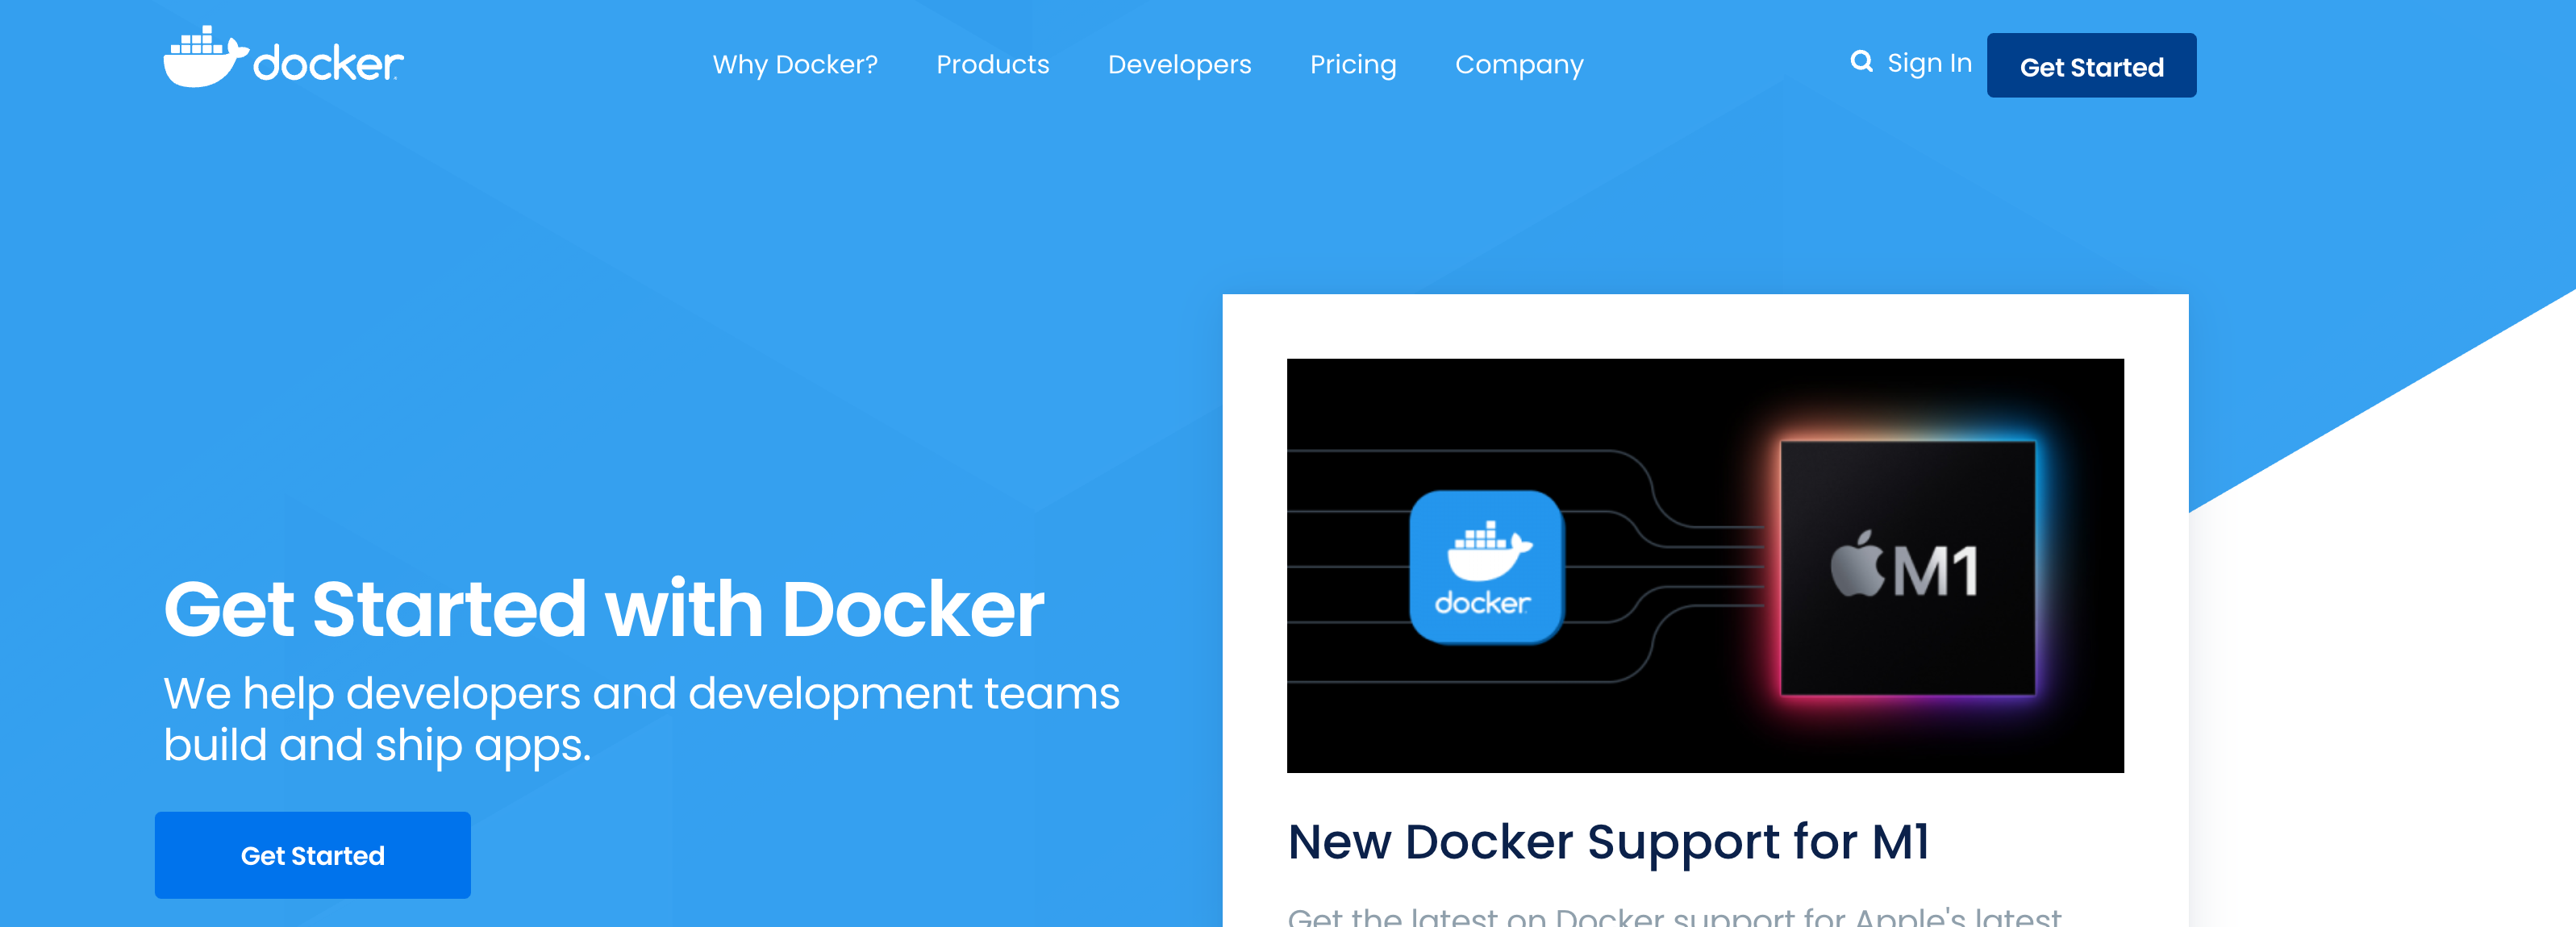 docker
Why Docker?
Products
Developers
Pricing
Company
Sign In
Get Started
Get Started with Docker
We help developers and development teams
build and ship apps.
Get Started
docker
M1
New Docker Support for M1
Get the latest on Docker support for Apple's latest